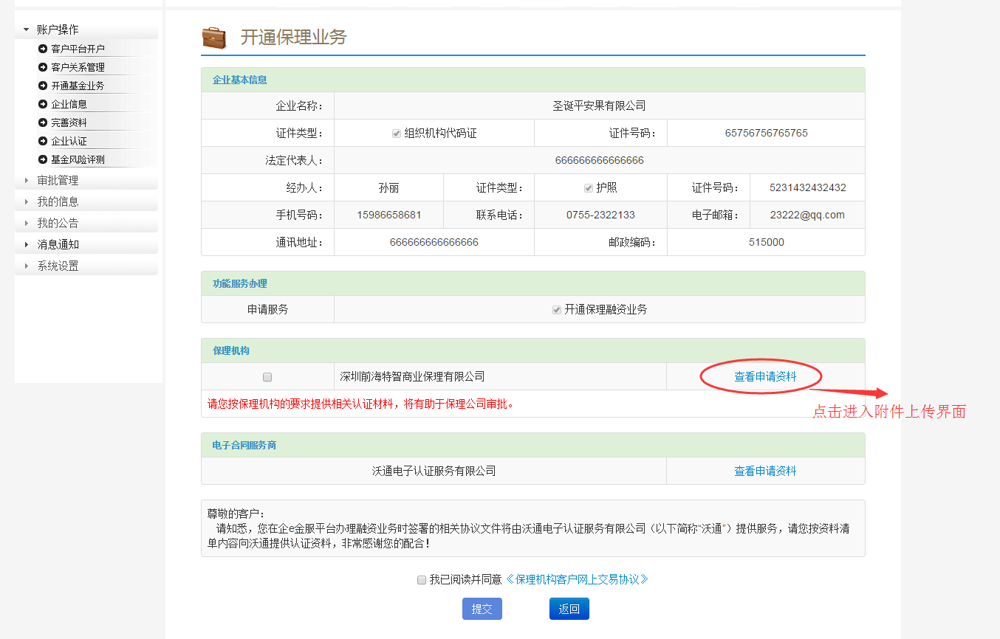 账户操作
客户平台开户
客户关系管理
开通基金业务
企业信息
完善资料
企业认证
基金风险评测
审批管理
我的信息
我的公告
消息通知
系统设置
开通保理业务
企业基本信息
企业名称： 圣诞平安果有限公司
证件类型： 组织机构代码证 证件号码： 65756756765765
法定代表人： 666666666666666
经办人： 孙丽 证件类型： 护照 证件号码： 5231432432432
手机号码： 15986658681 联系电话： 0755-2322133 电子邮箱： 23222@qq.com
通讯地址： 666666666666666 邮政编码： 515000
功能服务办理
申请服务 开通保理融资业务
保理机构
深圳前海特智商业保理有限公司 查看申请资料
请您按保理机构的要求提供相关认证材料，将有助于保理公司审批。
点击进入附件上传界面
电子合同服务商
沃通电子认证服务有限公司 查看申请资料
尊敬的客户：
请知悉，您在企e金服平台办理融资业务时签署的相关协议文件将由沃通电子认证服务有限公司（以下简称“沃通”）提供服务，请您按资料清
单内容向沃通提供认证资料，非常感谢您的配合！
我已阅读并同意《保理机构客户网上交易协议》
提交 返回